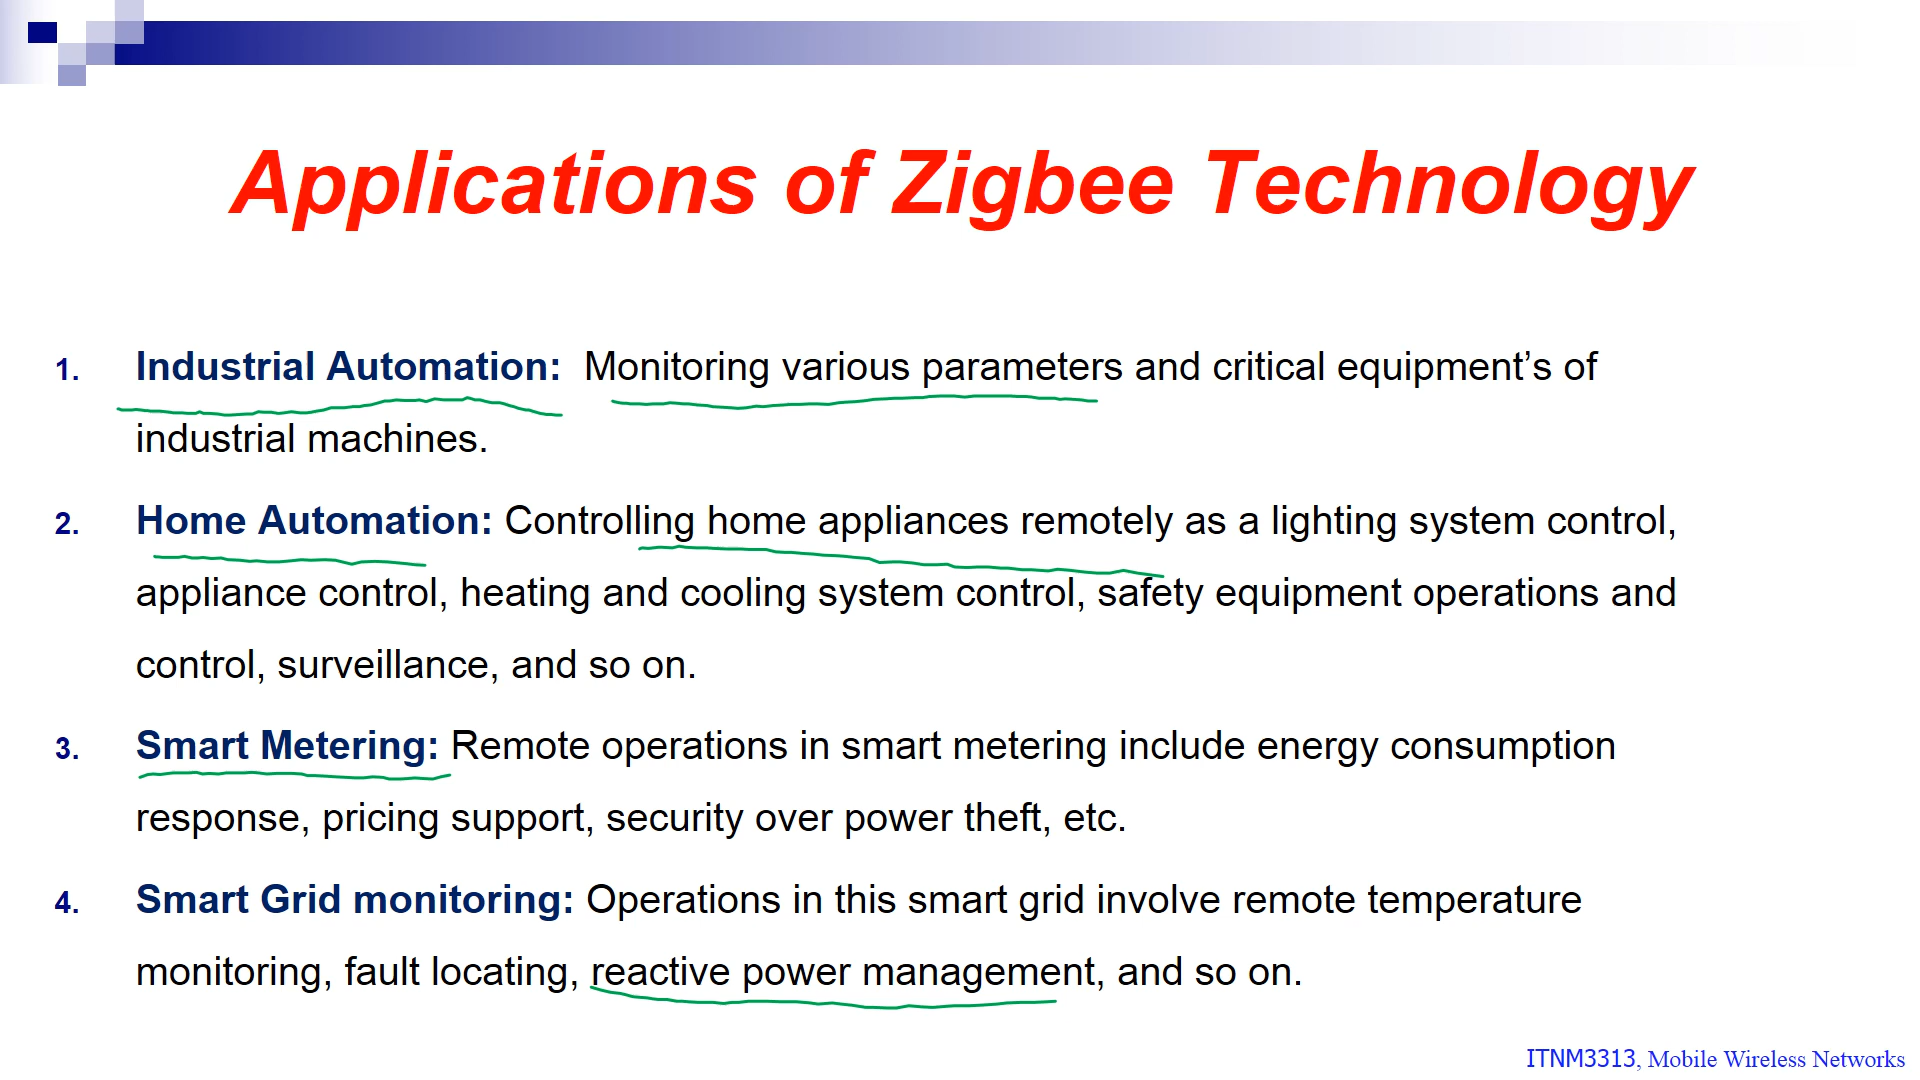 Applications of Zigbee Technology
1. Industrial Automation: Monitoring various parameters and critical equipment’s of
industrial machines.
2. Home Automation: Controlling home appliances remotely as a lighting system control,
appliance control, heating and cooling system control, safety equipment operations and
control, surveillance, and so on.
3. Smart Metering: Remote operations in smart metering include energy consumption
response, pricing support, security over power theft, etc.
4. Smart Grid monitoring: Operations in this smart grid involve remote temperature
monitoring, fault locating, reactive power management, and so on.
ITNM3313, Mobile Wireless Networks